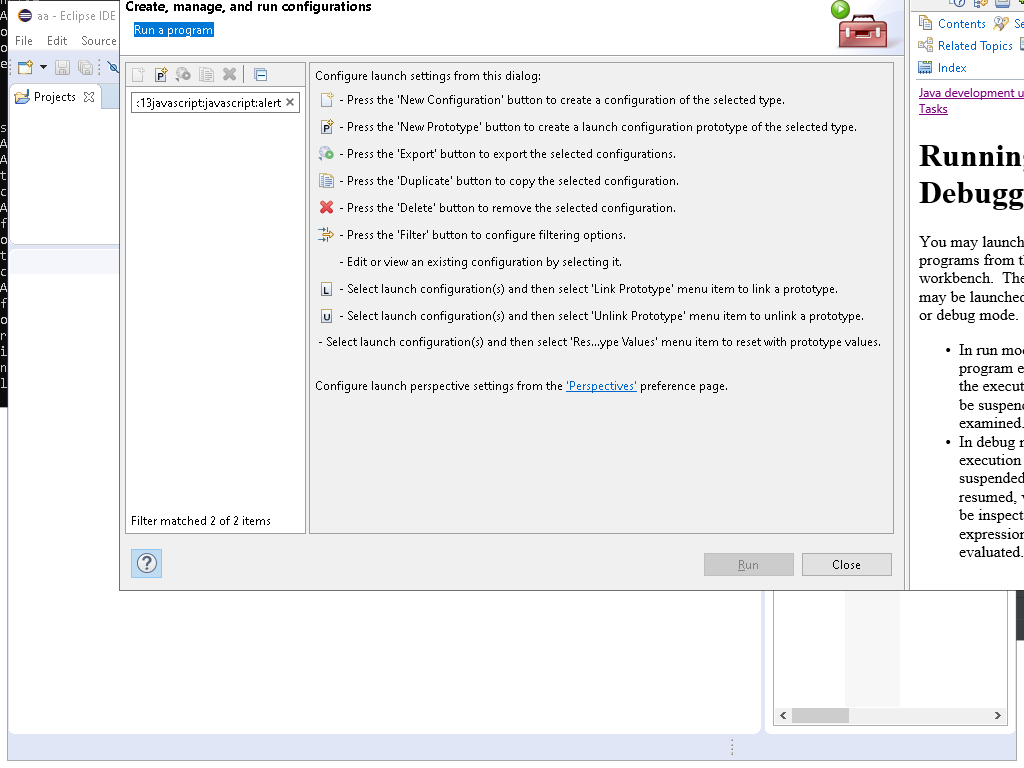 aa - Eclipse IDE
File Edit Source
Projects
Create, manage, and run configurations
Run a program
:13javascript:javascript:alert
Filter matched 2 of 2 items
Configure launch settings from this dialog:
- Press the 'New Configuration' button to create a configuration of the selected type.
- Press the 'New Prototype' button to create a launch configuration prototype of the selected type.
- Press the 'Export' button to export the selected configurations.
- Press the 'Duplicate' button to copy the selected configuration.
- Press the 'Delete' button to remove the selected configuration.
- Press the 'Filter' button to configure filtering options.
- Edit or view an existing configuration by selecting it.
L - Select launch configuration(s) and then select 'Link Prototype' menu item to link a prototype.
U - Select launch configuration(s) and then select 'Unlink Prototype' menu item to unlink a prototype.
- Select launch configuration(s) and then select 'Res...ype Values' menu item to reset with prototype values.
Configure launch perspective settings from the 'Perspectives' preference page.
?
Run
Close
Contents Se
Related Topics
Index
Java development u
Tasks
Running
Debugg
You may launch
programs from th
workbench. The
may be launched
or debug mode.
• In run mod
program e
the execut
be suspend
examined.
• In debug m
execution
suspended
resumed, v
be inspect
expression
evaluated.